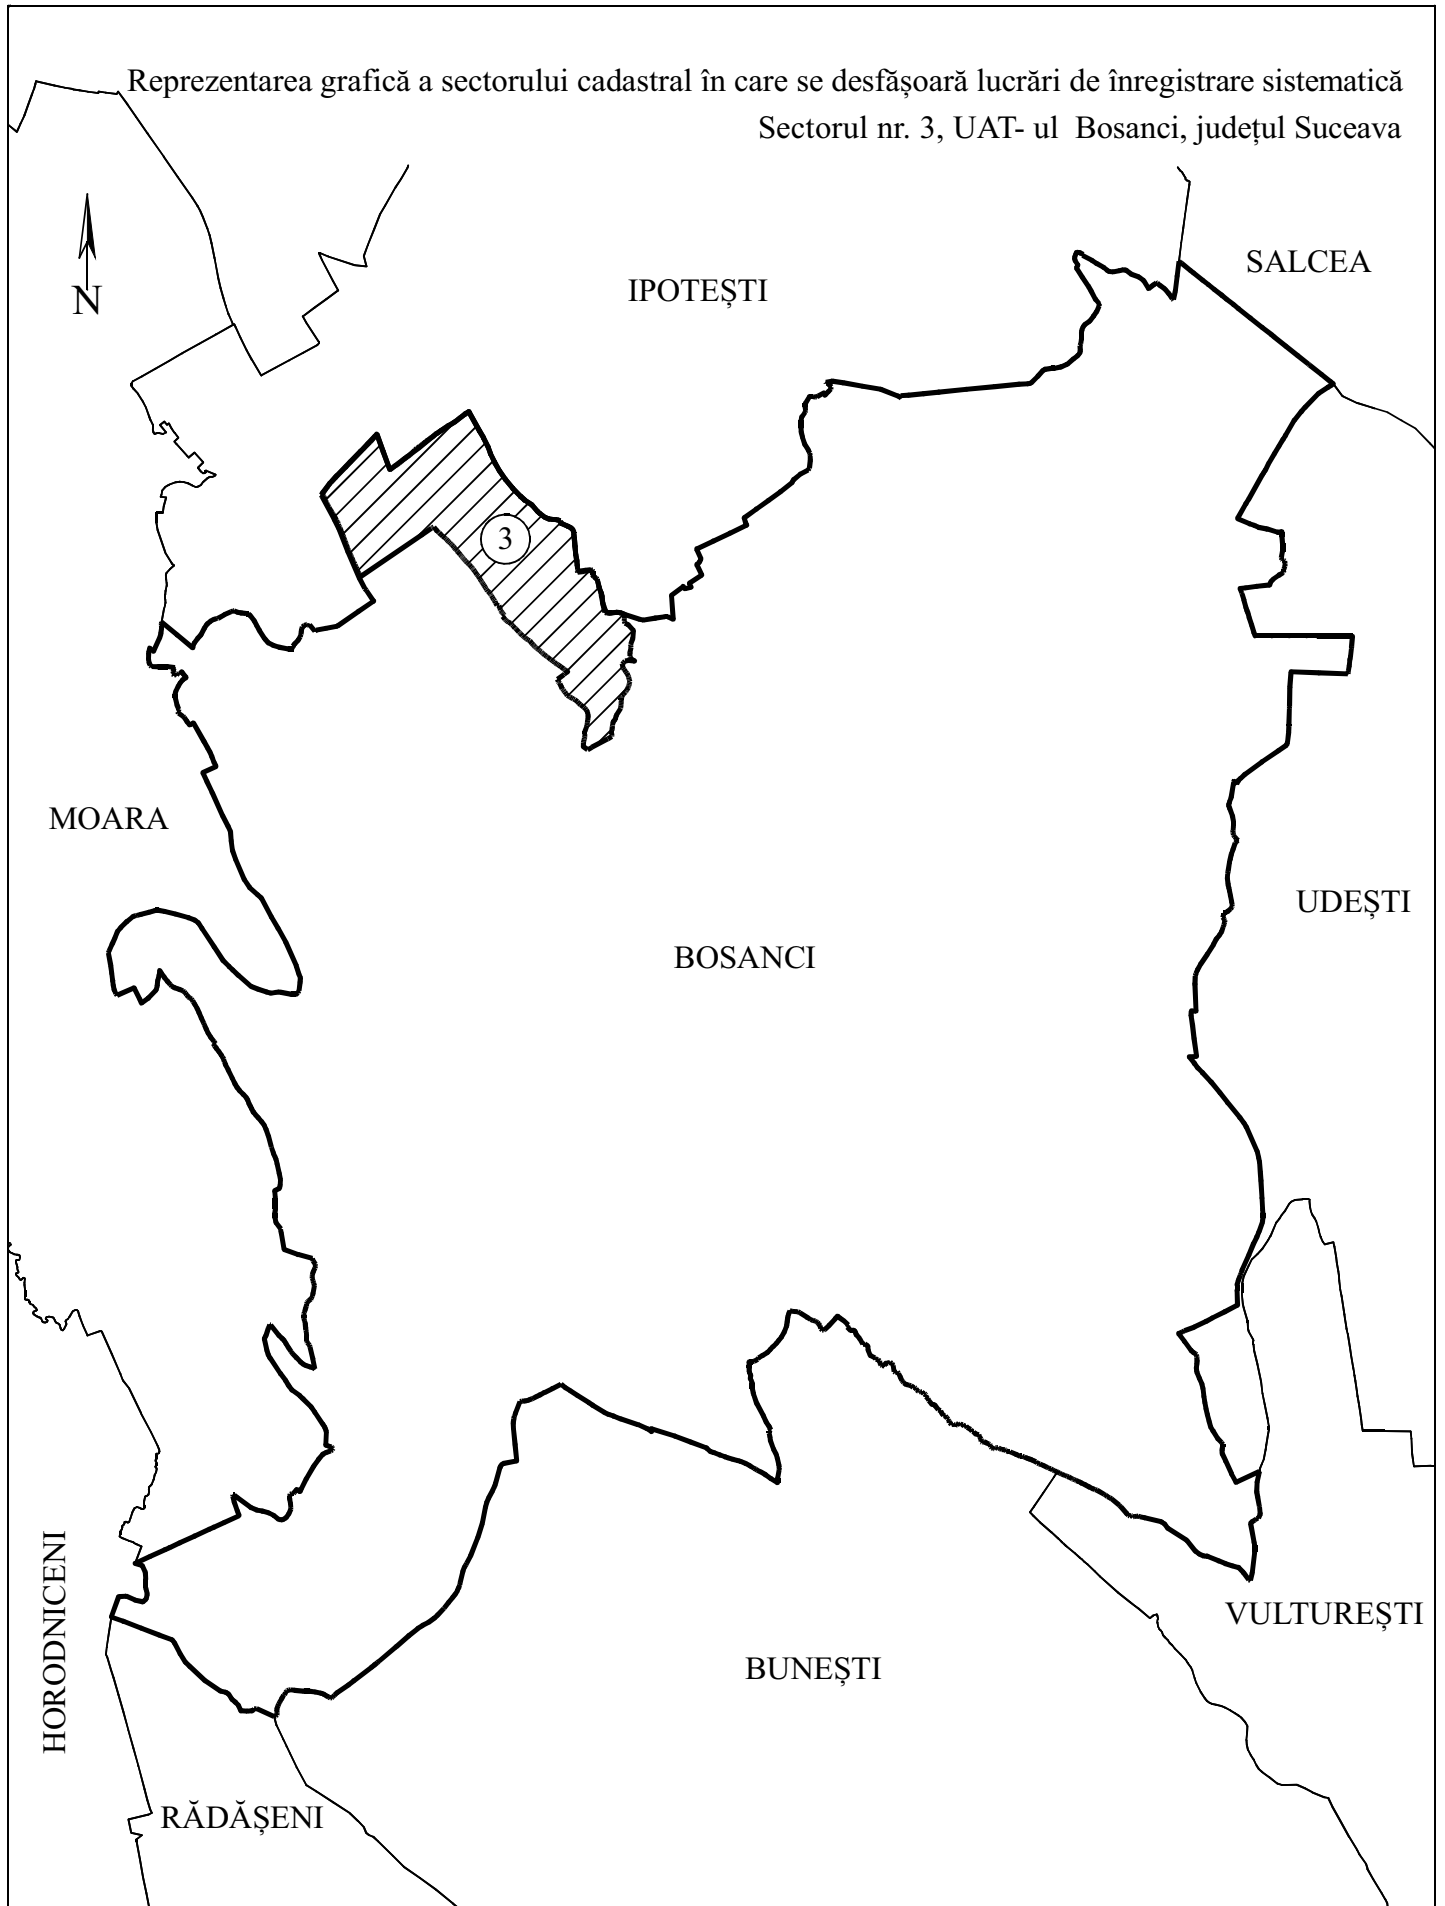 Reprezentarea grafică a sectorului cadastral în care se desfășoară lucrări de înregistrare sistematică
Sectorul nr. 3, UAT- ul  Bosanci, județul Suceava
N
IPOTEȘTI
SALCEA
3
MOARA
UDEȘTI
BOSANCI
HORODNICENI
VULTUREȘTI
BUNEȘTI
RĂDĂȘENI